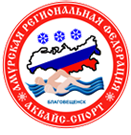 АМУРСКАЯ РЕГИОНАЛЬНАЯ ФЕДЕРАЦИЯ
БЛАГОВЕЩЕНСК
АКВАЙС-СПОРТ